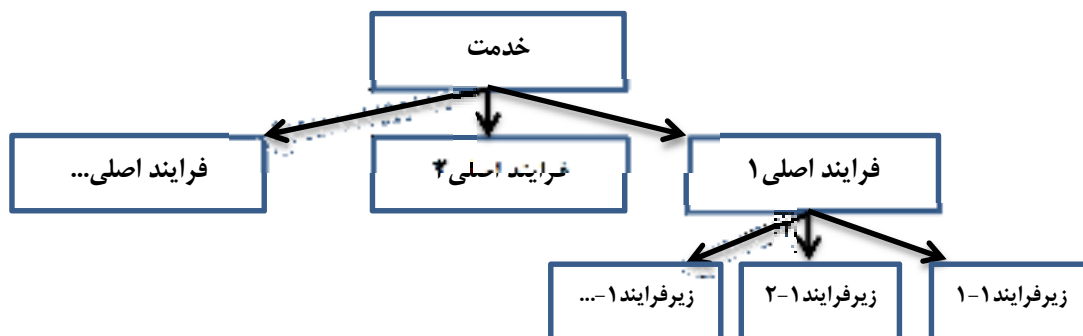 خدمت
فرایند اصلی۱
فرایند اصلی۲
فرایند اصلی...
زیرفرایند۱-۱
زیرفرایند۱-۲
زیرفرایند۱-...